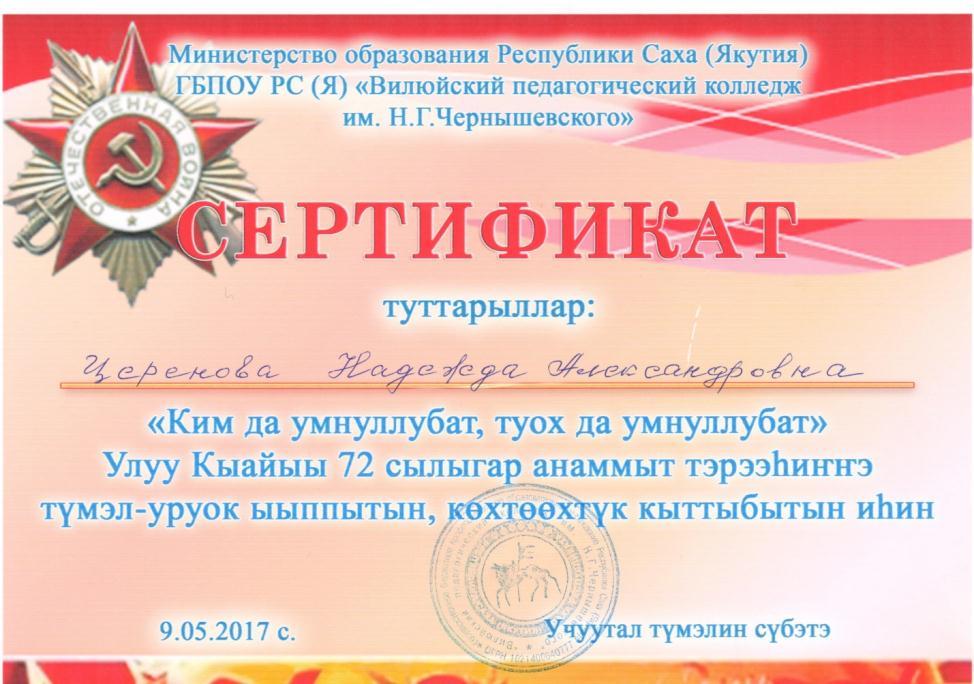 Министерство образования Республики Саха (Якутия)
ГБПОУ РС (Я) «Вилюйский педагогический колледж
им. Н.Г.Чернышевского»
ОТЕЧЕСТВЕННАЯ ВОЙНА
СЕРТИФИКАТ
туттарыллар:
Церенова Надежда Александровна
«Ким да умнуллубат, туох да умнуллубат»
Улуу Кыайыы 72 сылыгар анаммыт тэрээһиҥҥэ
түмэл-уруок ыыппытын, көхтөөхтүк кыттыбытын иһин
9.05.2017 с.
Учуутал түмэлин сүбэтэ